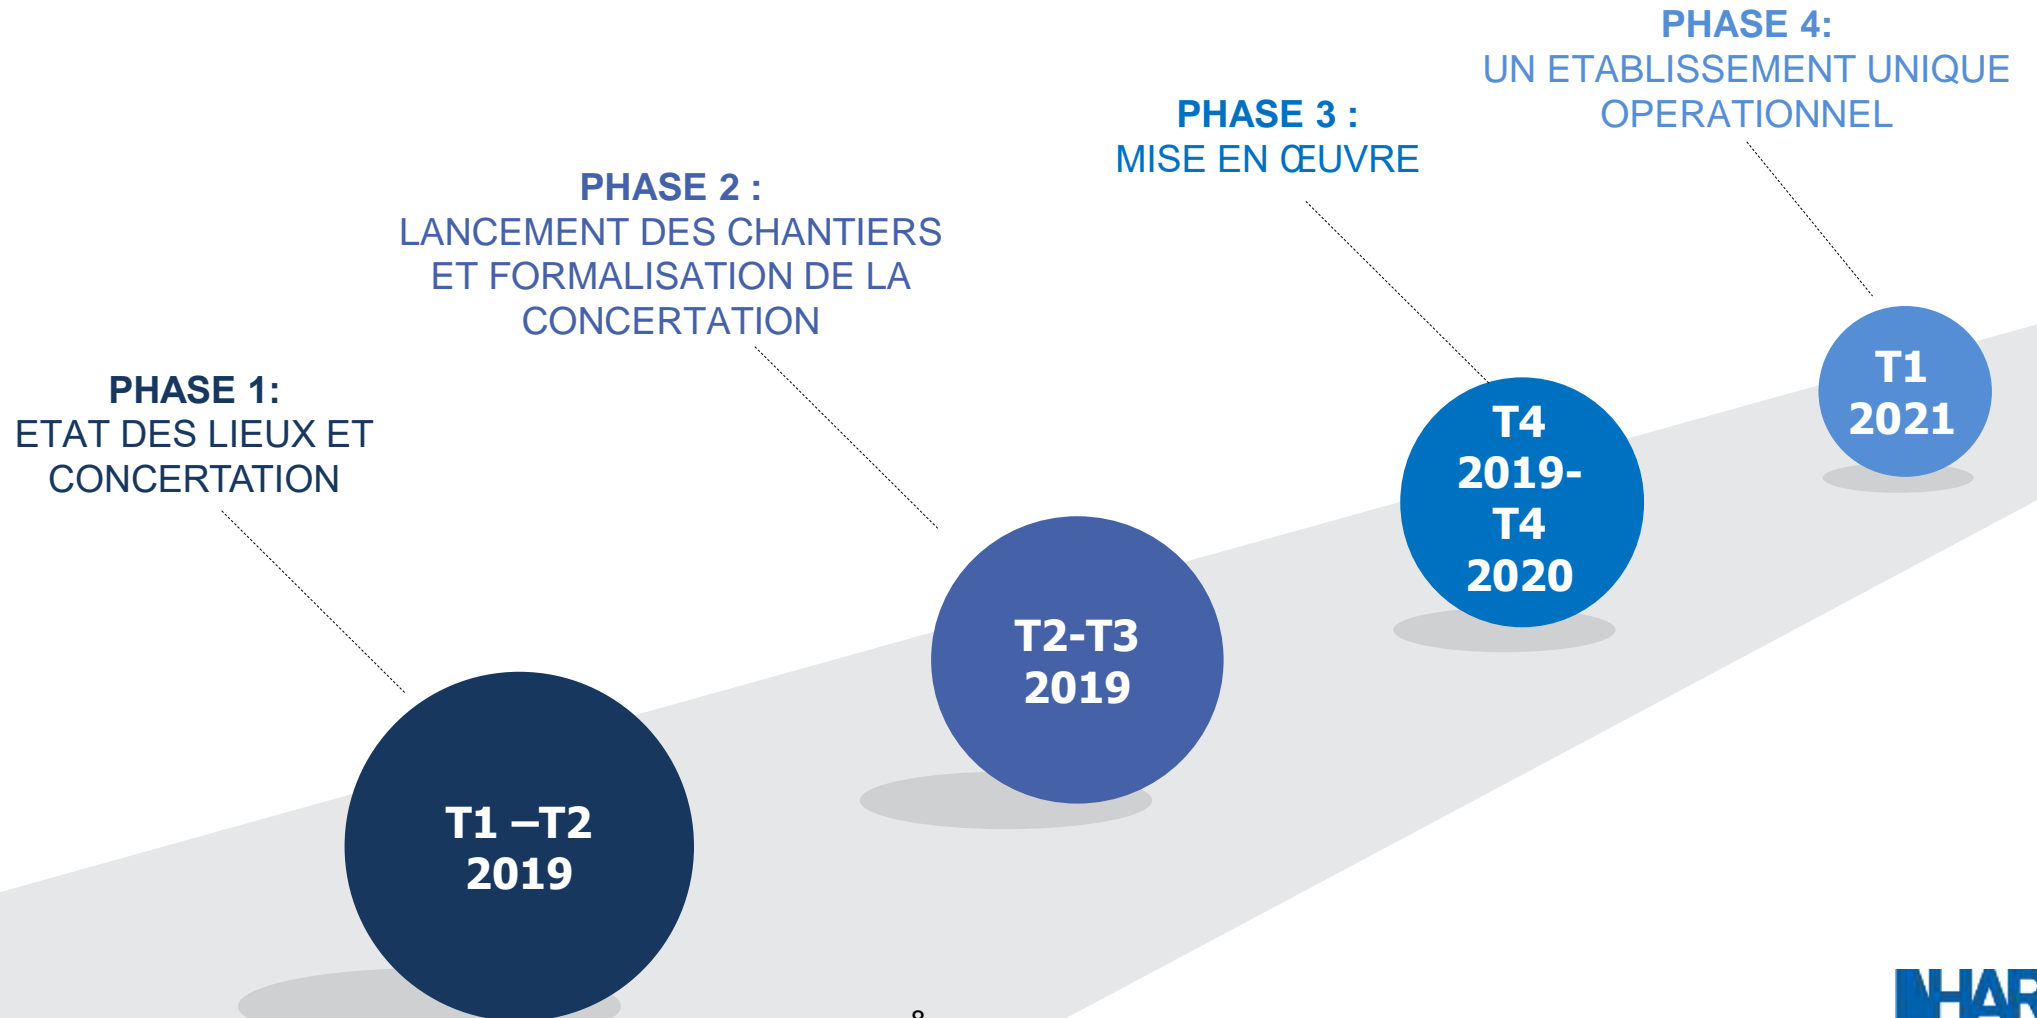 PHASE 4:
UN ETABLISSEMENT UNIQUE
OPERATIONNEL
PHASE 3 :
MISE EN ŒUVRE
PHASE 2 :
LANCEMENT DES CHANTIERS
ET FORMALISATION DE LA
CONCERTATION
PHASE 1:
ETAT DES LIEUX ET
CONCERTATION
T1
2021
T4
2019-
T4
2020
T2-T3
2019
T1 –T2
2019